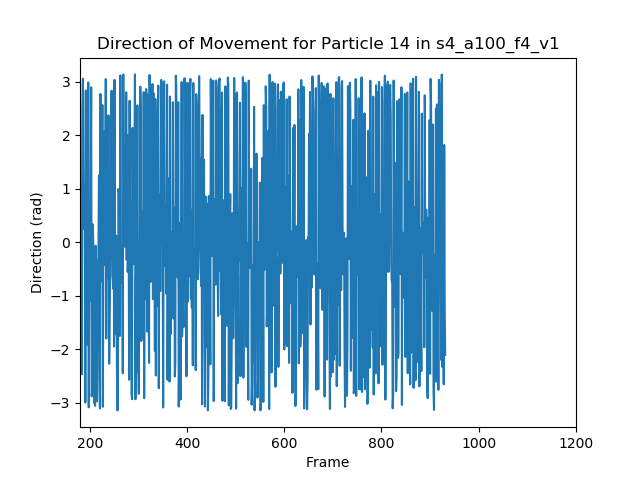 Direction of Movement for Particle 14 in s4_a100_f4_v1
3
2
1
0
−1
−2
−3
Direction (rad)
200 400 600 800 1000 1200
Frame